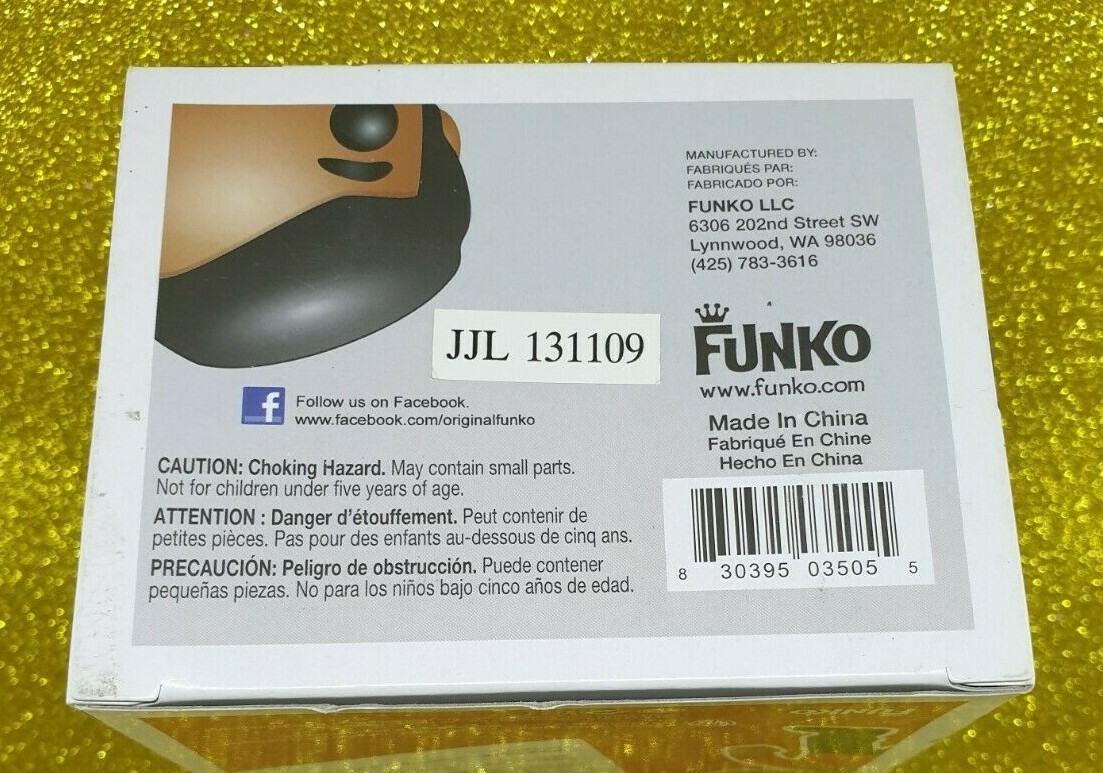 MANUFACTURED BY:
FABRIQUÉS PAR:
FABRICADO POR:
FUNKO LLC
6306 202nd Street SW
Lynnwood, WA 98036
(425) 783-3616
JJL 131109
FUNKO
www.funko.com
Made In China
Fabriqué En Chine
Hecho En China
f
Follow us on Facebook.
www.facebook.com/originalfunko
CAUTION: Choking Hazard. May contain small parts.
Not for children under five years of age.
ATTENTION : Danger d'étouffement. Peut contenir de
petites pièces. Pas pour des enfants au-dessous de cinq ans.
PRECAUCIÓN: Peligro de obstrucción. Puede contener
pequeñas piezas. No para los niños bajo cinco años de edad.
8 30395 03505 5